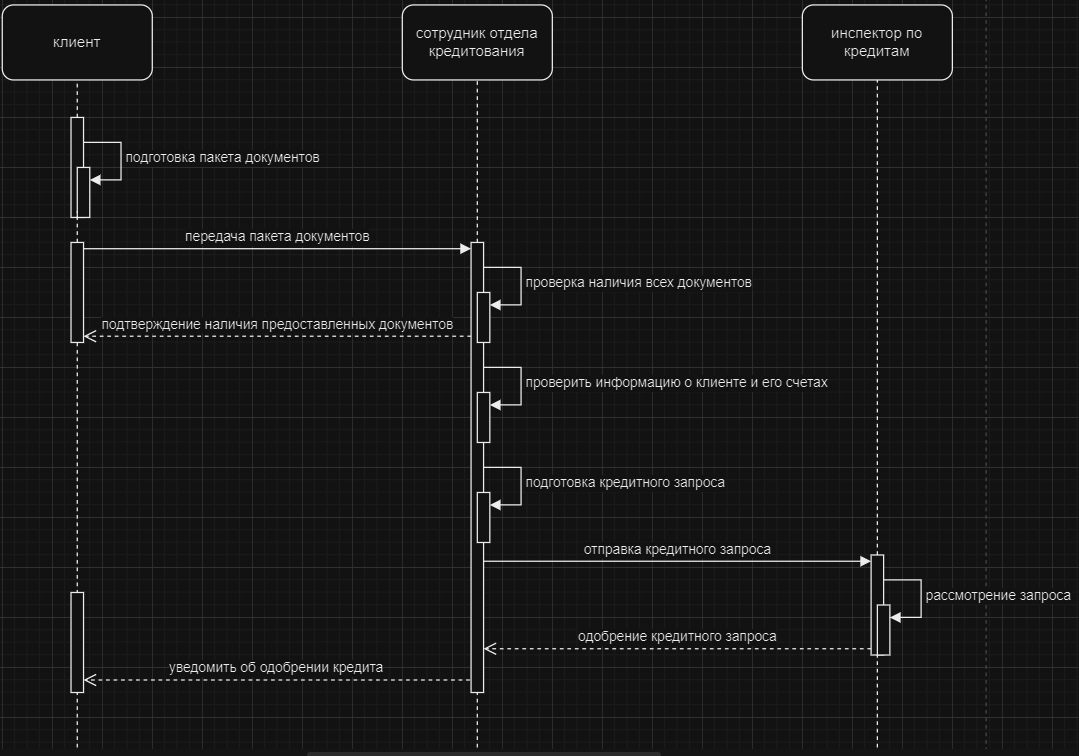 клиент
сотрудник отдела
кредитования
инспектор по
кредитам
подготовка пакета документов
передача пакета документов
проверка наличия всех документов
подтверждение наличия предоставленных документов
проверить информацию о клиенте и его счетах
подготовка кредитного запроса
отправка кредитного запроса
рассмотрение запроса
одобрение кредитного запроса
уведомить об одобрении кредита